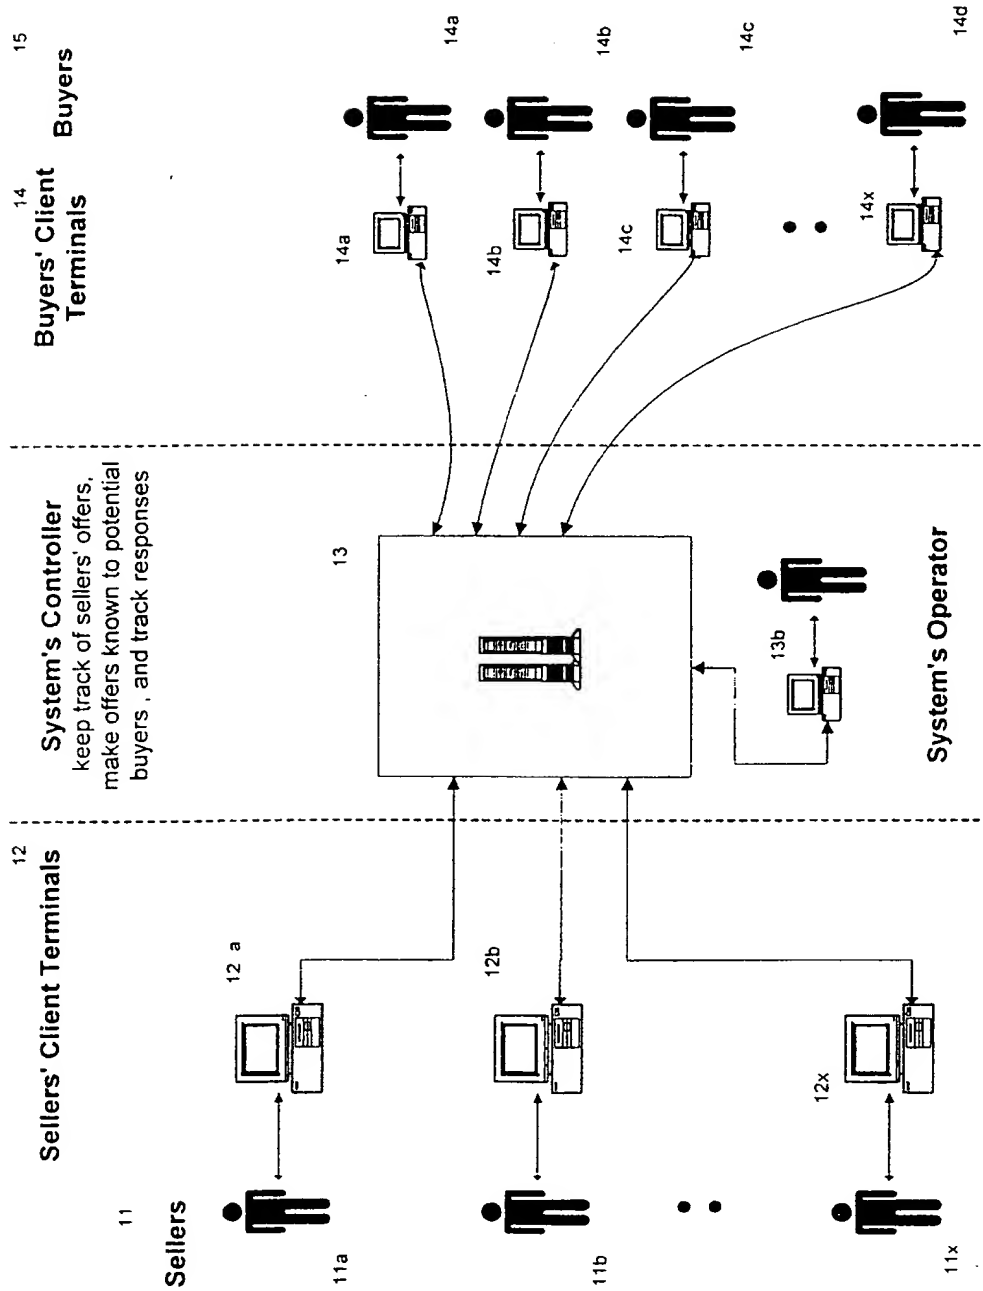 12
Sellers' Client Terminals
System's Controller
keep track of sellers' offers,
make offers known to potential
buyers , and track responses
14
Buyers' Client
Terminals
15
Buyers
11
Sellers
11a
12 a
13
14a
14a
11b
12b
14b
14b
14c
14c
11x
12x
13b
System's Operator
14x
14d